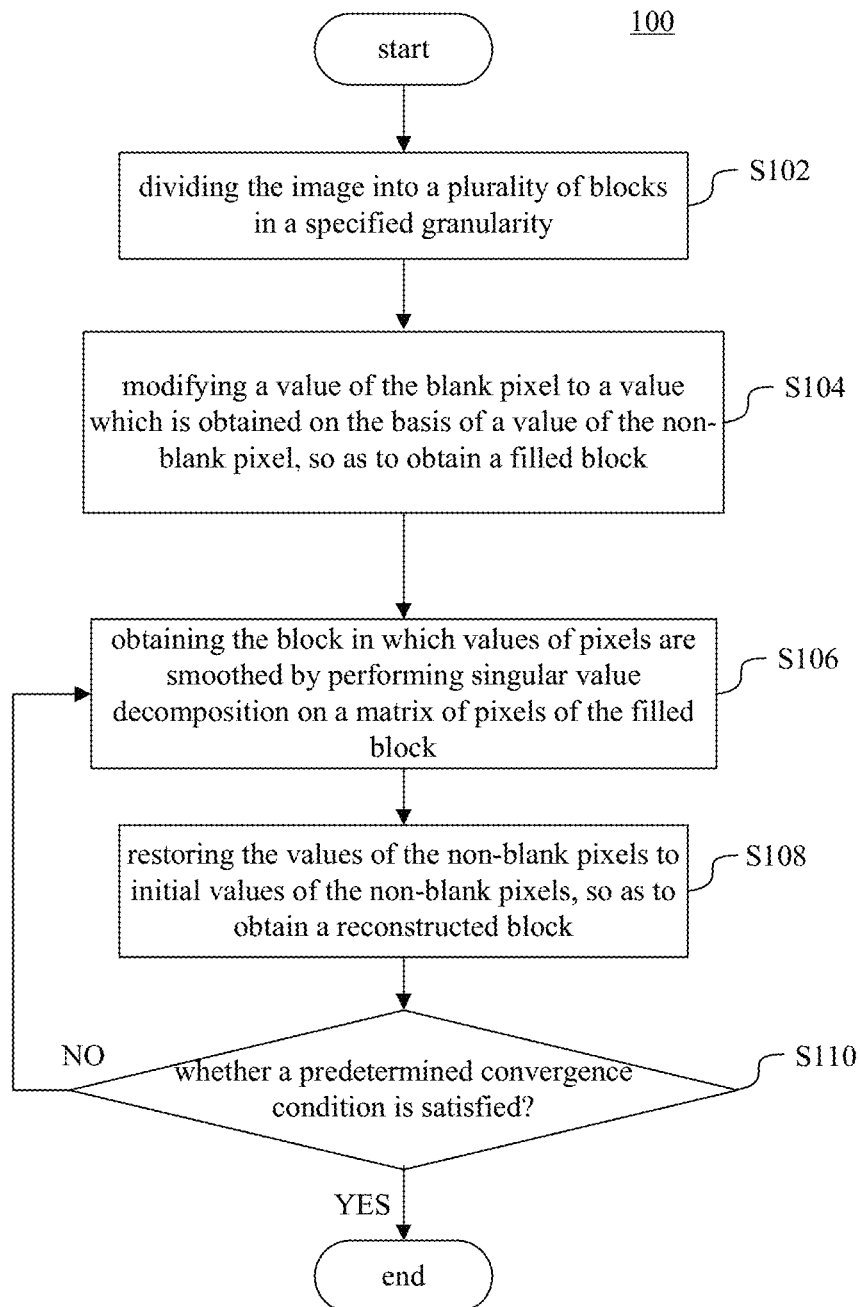 100
start
dividing the image into a plurality of blocks
in a specified granularity
S102
modifying a value of the blank pixel to a value
which is obtained on the basis of a value of the non-
blank pixel, so as to obtain a filled block
S104
obtaining the block in which values of pixels are
smoothed by performing singular value
decomposition on a matrix of pixels of the filled
block
S106
restoring the values of the non-blank pixels to
initial values of the non-blank pixels, so as to
obtain a reconstructed block
S108
NO
whether a predetermined convergence
condition is satisfied?
S110
YES
end